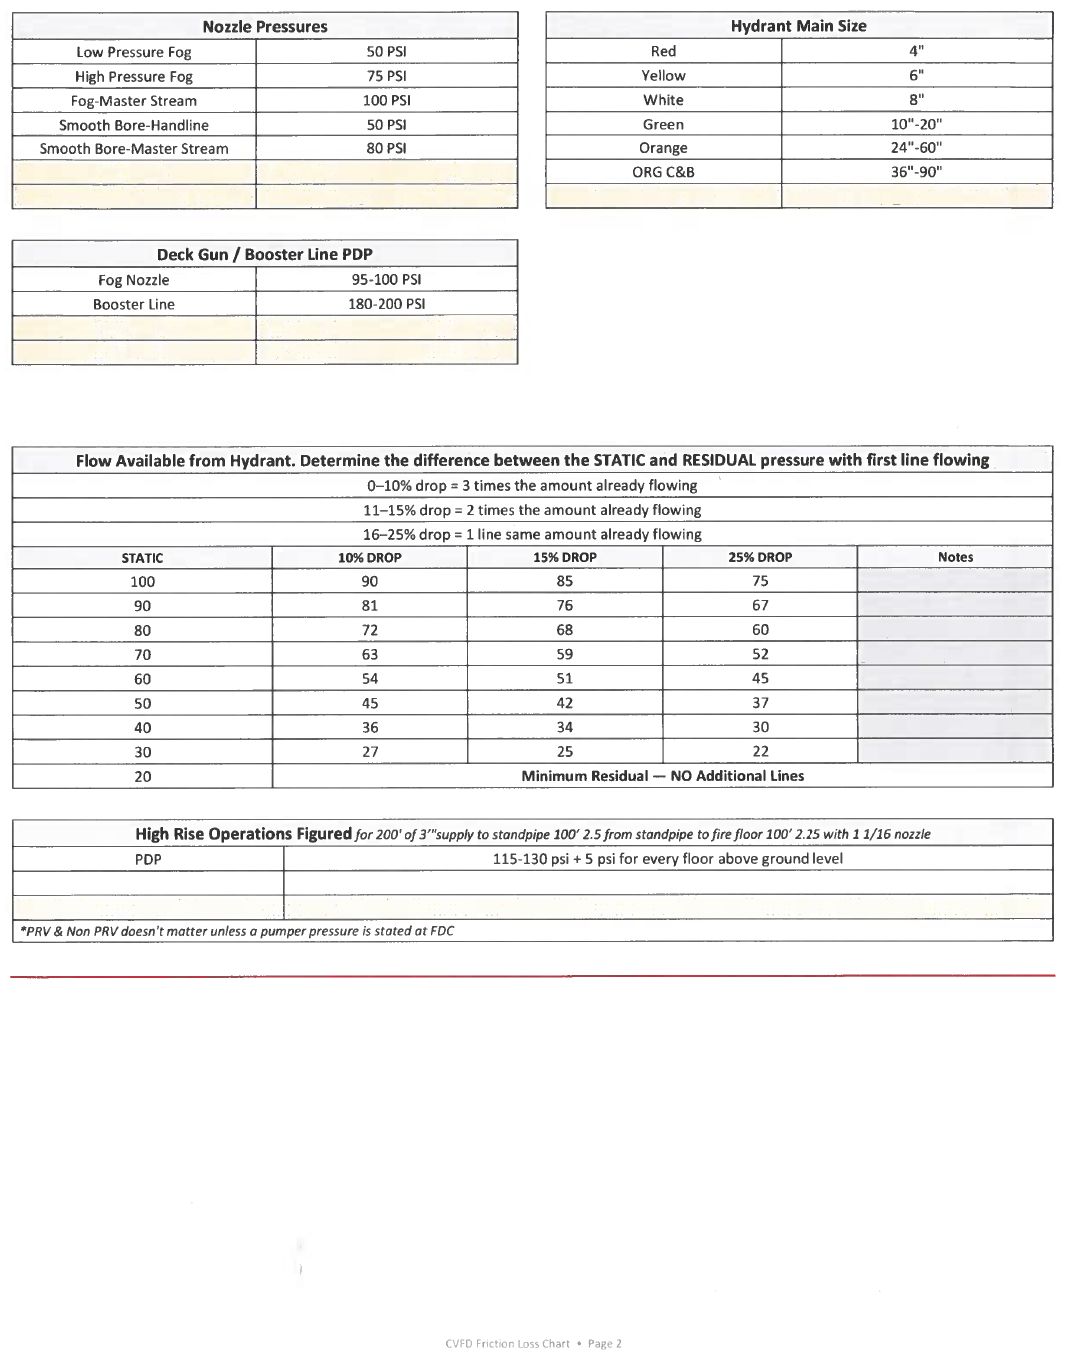 Nozzle Pressures
Low Pressure Fog 50 PSI
High Pressure Fog 75 PSI
Fog-Master Stream 100 PSI
Smooth Bore-Handline 50 PSI
Smooth Bore-Master Stream 80 PSI
Hydrant Main Size
Red 4"
Yellow 6"
White 8"
Green 10"-20"
Orange 24"-60"
ORG C&B 36"-90"
Deck Gun / Booster Line PDP
Fog Nozzle 95-100 PSI
Booster Line 180-200 PSI
Flow Available from Hydrant. Determine the difference between the STATIC and RESIDUAL pressure with first line flowing
0–10% drop = 3 times the amount already flowing
11–15% drop = 2 times the amount already flowing
16–25% drop = 1 line same amount already flowing
STATIC 10% DROP 15% DROP 25% DROP Notes
100 90 85 75
90 81 76 67
80 72 68 60
70 63 59 52
60 54 51 45
50 45 42 37
40 36 34 30
30 27 25 22
20 Minimum Residual — NO Additional Lines
High Rise Operations Figured for 200' of 3'"supply to standpipe 100' 2.5 from standpipe to fire floor 100' 2.25 with 1 1/16 nozzle
PDP 115-130 psi + 5 psi for every floor above ground level
*PRV & Non PRV doesn't matter unless a pumper pressure is stated at FDC
CVFD Friction Loss Chart • Page 2